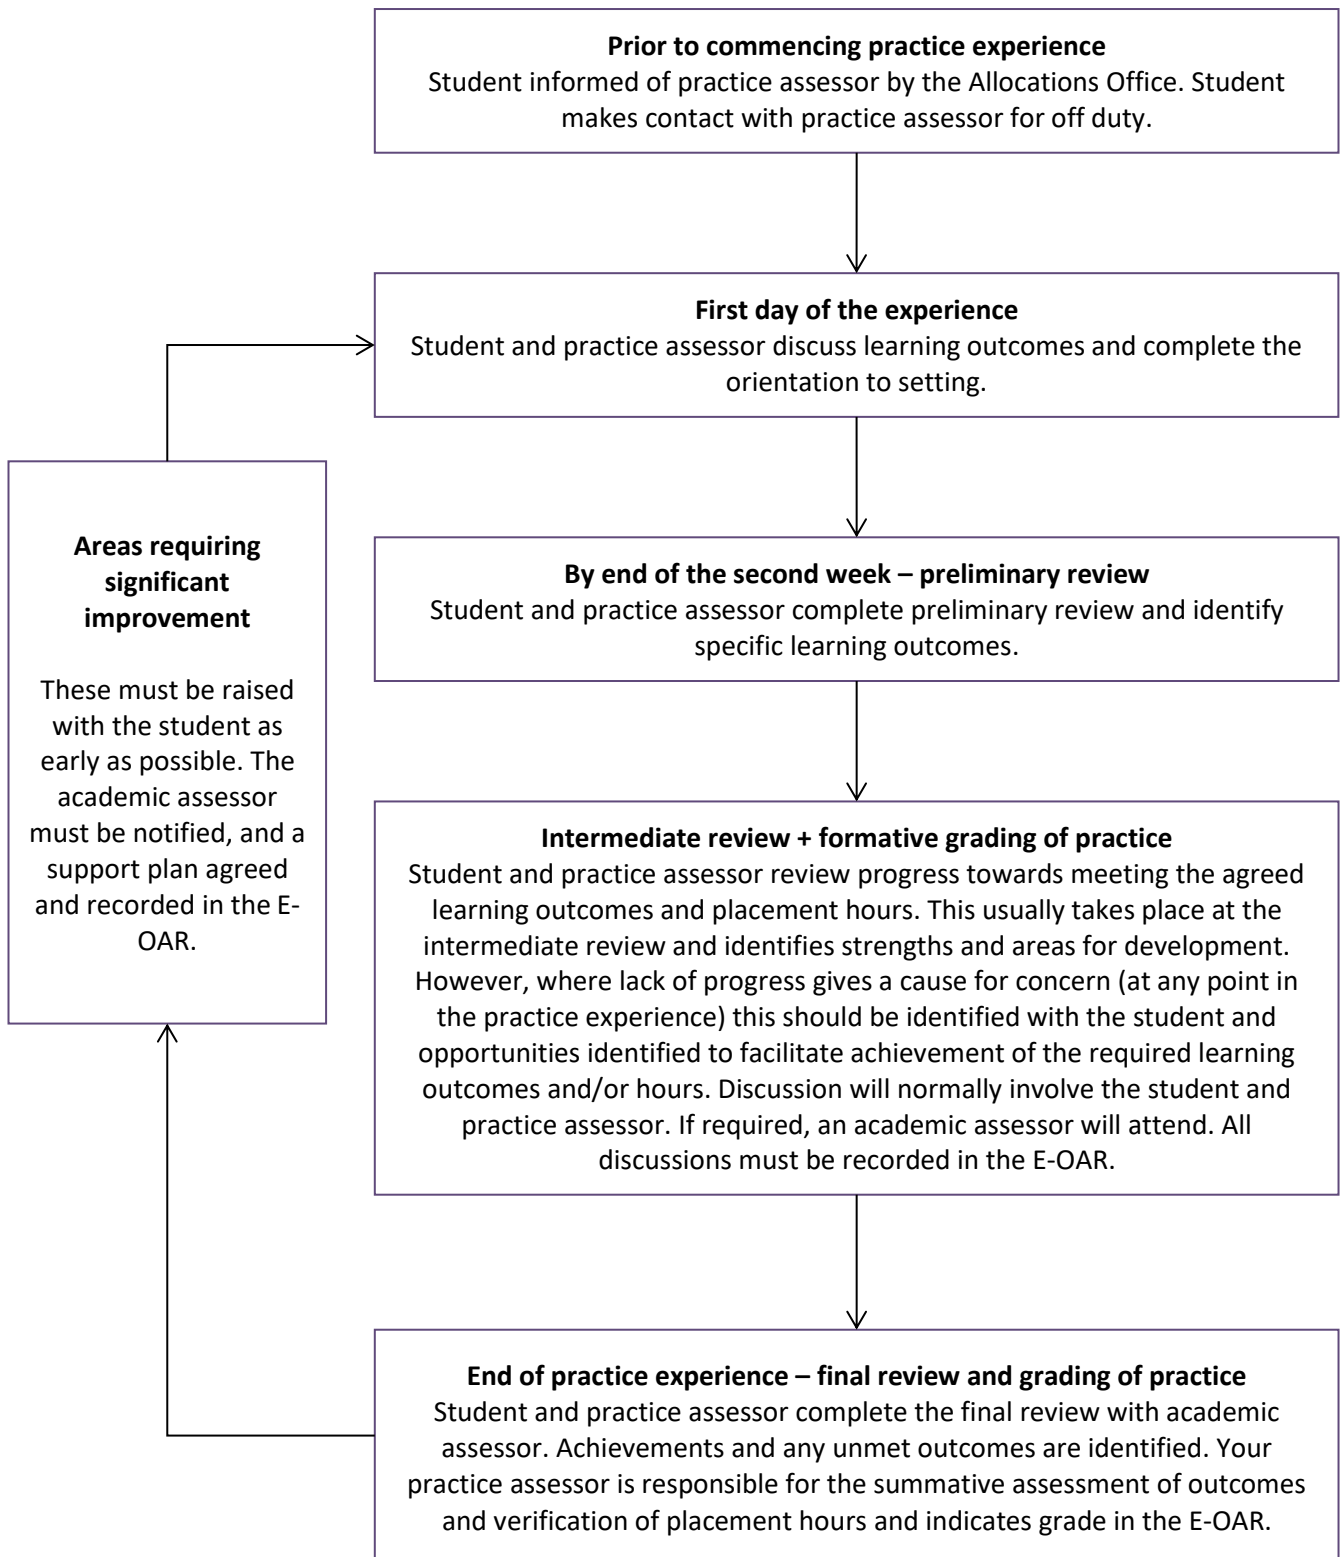 Prior to commencing practice experience
Student informed of practice assessor by the Allocations Office. Student
makes contact with practice assessor for off duty.
First day of the experience
Student and practice assessor discuss learning outcomes and complete the
orientation to setting.
Areas requiring
significant
improvement
These must be raised
with the student as
early as possible. The
academic assessor
must be notified, and a
support plan agreed
and recorded in the E-
OAR.
By end of the second week – preliminary review
Student and practice assessor complete preliminary review and identify
specific learning outcomes.
Intermediate review + formative grading of practice
Student and practice assessor review progress towards meeting the agreed
learning outcomes and placement hours. This usually takes place at the
intermediate review and identifies strengths and areas for development.
However, where lack of progress gives a cause for concern (at any point in
the practice experience) this should be identified with the student and
opportunities identified to facilitate achievement of the required learning
outcomes and/or hours. Discussion will normally involve the student and
practice assessor. If required, an academic assessor will attend. All
discussions must be recorded in the E-OAR.
End of practice experience – final review and grading of practice
Student and practice assessor complete the final review with academic
assessor. Achievements and any unmet outcomes are identified. Your
practice assessor is responsible for the summative assessment of outcomes
and verification of placement hours and indicates grade in the E-OAR.